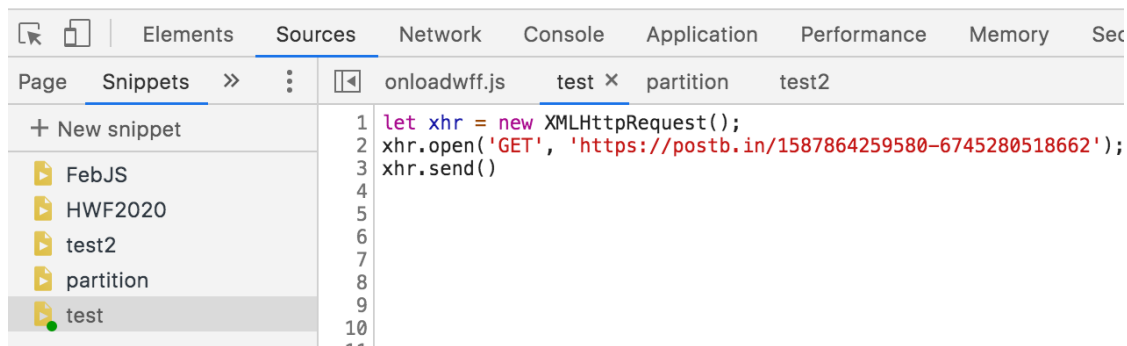 Elements Sources Network Console Application Performance Memory Sec
Page Snippets » onloadwff.js test × partition test2
+ New snippet
FebJS
HWF2020
test2
partition
test
1 let xhr = new XMLHttpRequest();
2 xhr.open('GET', 'https://postb.in/1587864259580-6745280518662');
3 xhr.send()
4
5
6
7
8
9
10